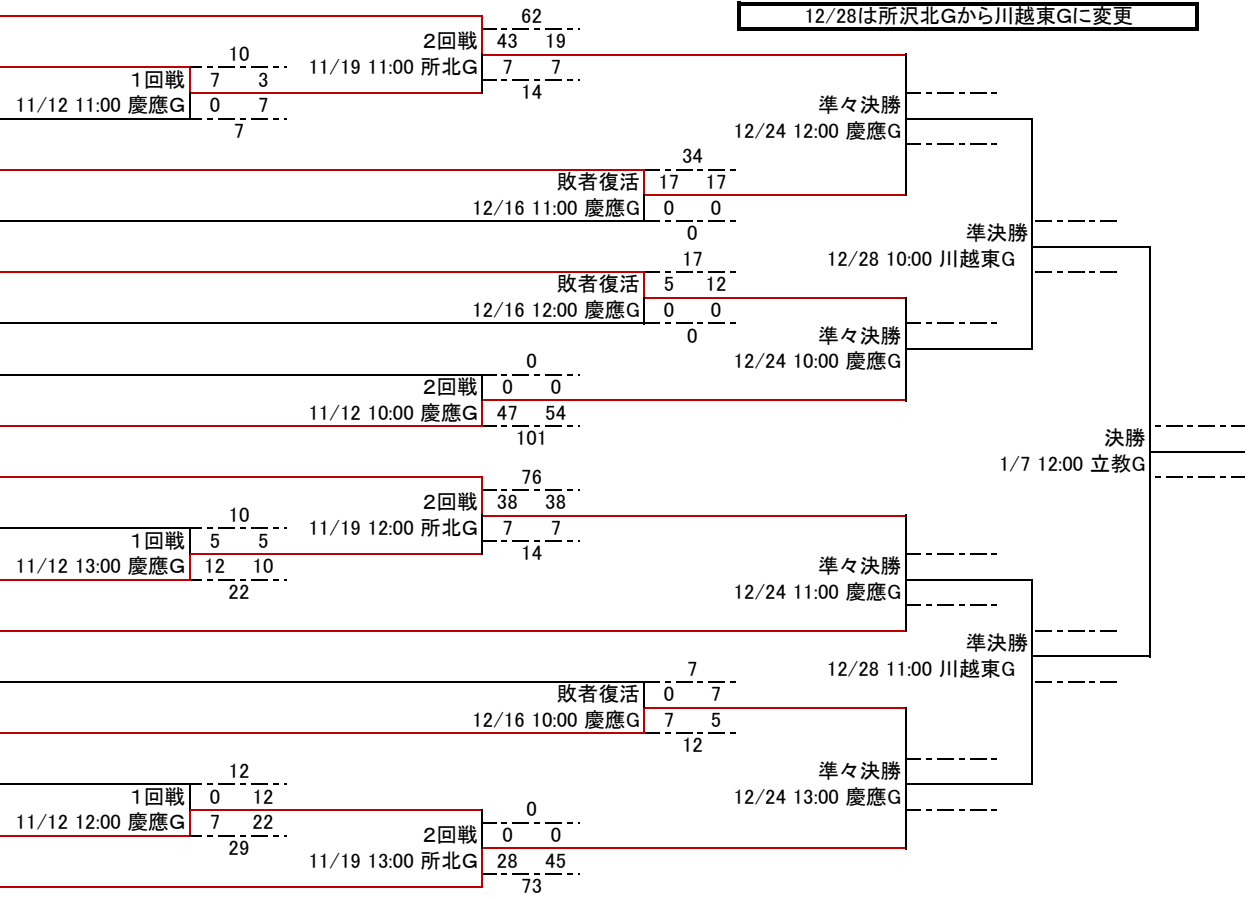 12/28は所沢北Gから川越東Gに変更
62
２回戦 43 19
11/19 11:00 所北G 7 7
14
10
１回戦 7 3
11/12 11:00 慶應G 0 7
7
準々決勝
12/24 12:00 慶應G
34
敗者復活 17 17
12/16 11:00 慶應G 0 0
0
準決勝
12/28 10:00 川越東G
17
敗者復活 5 12
12/16 12:00 慶應G 0 0
0
準々決勝
12/24 10:00 慶應G
0
２回戦 0 0
11/12 10:00 慶應G 47 54
101
決勝
1/7 12:00 立教G
76
２回戦 38 38
11/19 12:00 所北G 7 7
14
10
１回戦 5 5
11/12 13:00 慶應G 12 10
22
準々決勝
12/24 11:00 慶應G
準決勝
12/28 11:00 川越東G
7
敗者復活 0 7
12/16 10:00 慶應G 7 5
12
準々決勝
12/24 13:00 慶應G
12
１回戦 0 12
11/12 12:00 慶應G 7 22
29
0
２回戦 0 0
11/19 13:00 所北G 28 45
73